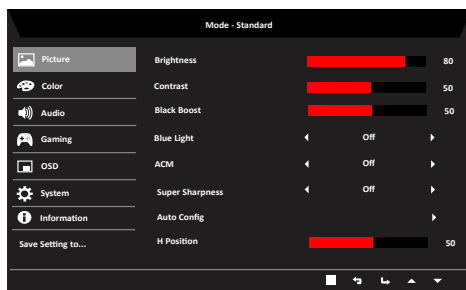 Mode - Standard
Picture
Brightness 80
Color
Contrast 50
Audio
Black Boost 50
Gaming
Blue Light Off
OSD
ACM Off
System
Super Sharpness Off
Information
Auto Config
Save Setting to...
H Position 50